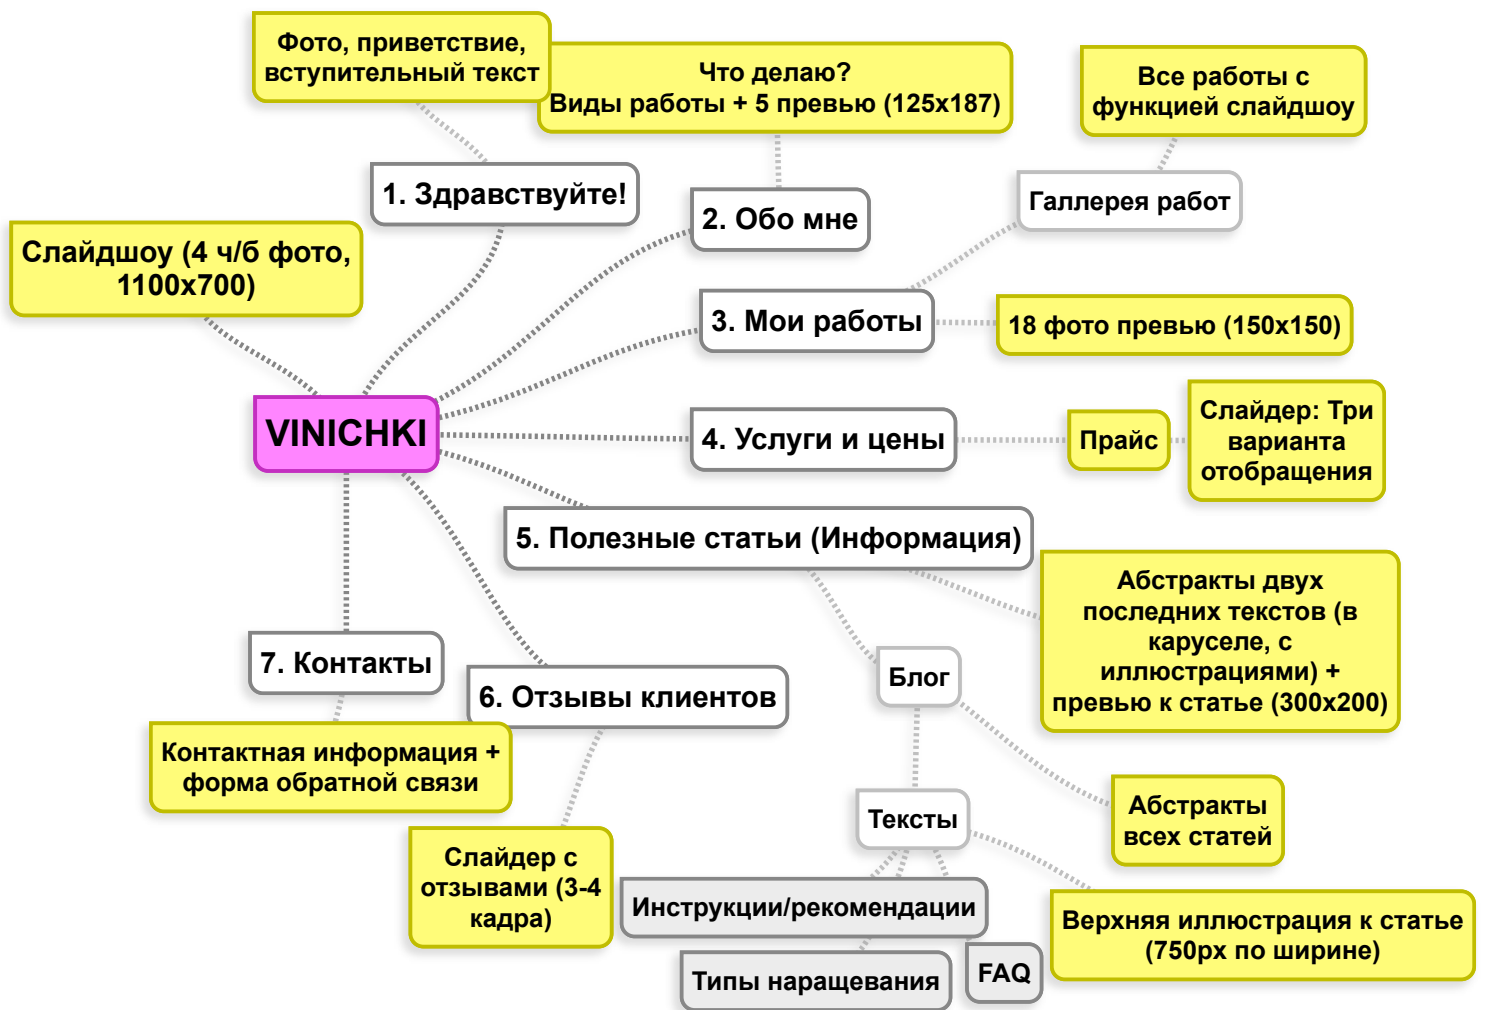 Фото, приветствие,
вступительный текст
Что делаю?
Виды работы + 5 превью (125x187)
Все работы с
функцией слайдшоу
1. Здравствуйте!
2. Обо мне
Галлерея работ
Слайдшоу (4 ч/б фото,
1100x700)
3. Мои работы
18 фото превью (150x150)
VINICHKI
4. Услуги и цены
Прайс
Слайдер: Три
варианта
отобращения
5. Полезные статьи (Информация)
Абстракты двух
последних текстов (в
каруселе, с
иллюстрациями) +
превью к статье (300x200)
7. Контакты
6. Отзывы клиентов
Блог
Контактная информация +
форма обратной связи
Тексты
Абстракты
всех статей
Слайдер с
отзывами (3-4
кадра)
Инструкции/рекомендации
Верхняя иллюстрация к статье
(750px по ширине)
Типы наращевания
FAQ